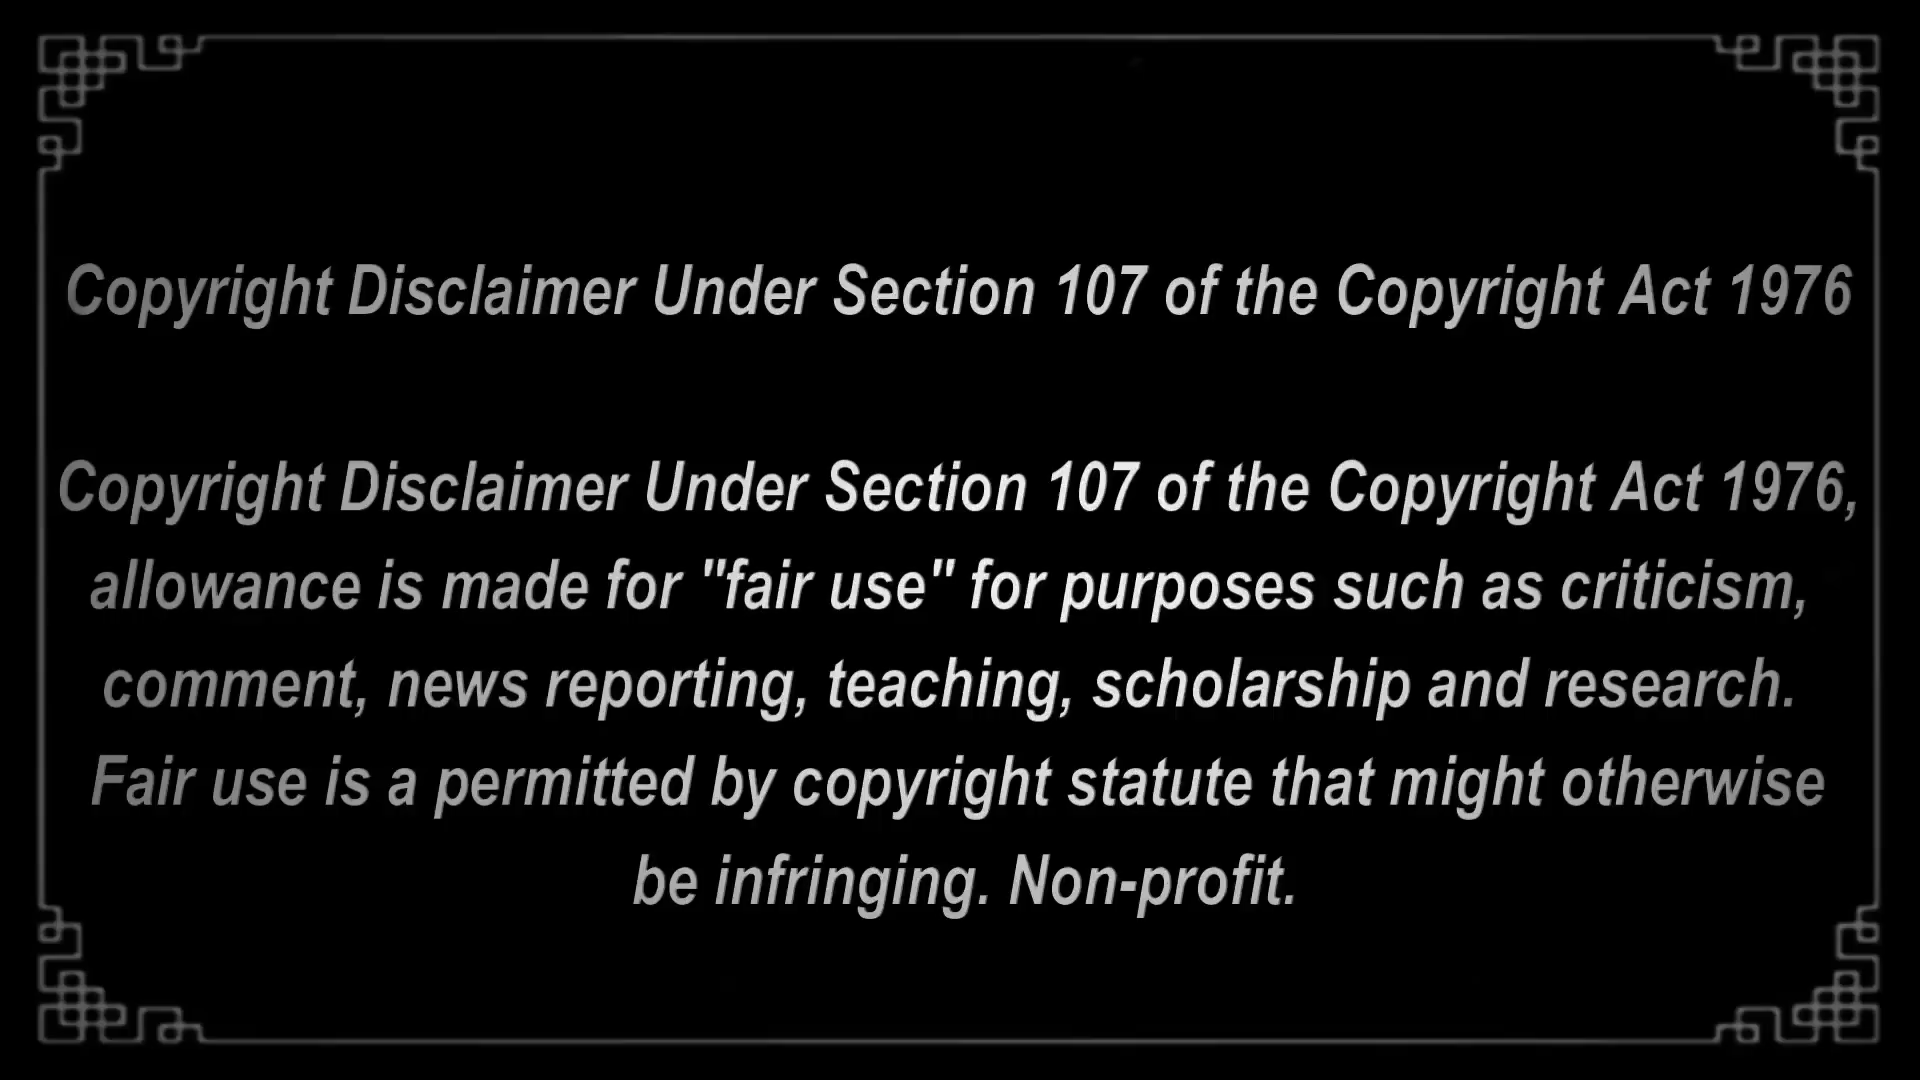 Copyright Disclaimer Under Section 107 of the Copyright Act 1976
Copyright Disclaimer Under Section 107 of the Copyright Act 1976,
allowance is made for "fair use" for purposes such as criticism,
comment, news reporting, teaching, scholarship and research.
Fair use is a permitted by copyright statute that might otherwise
be infringing. Non-profit.